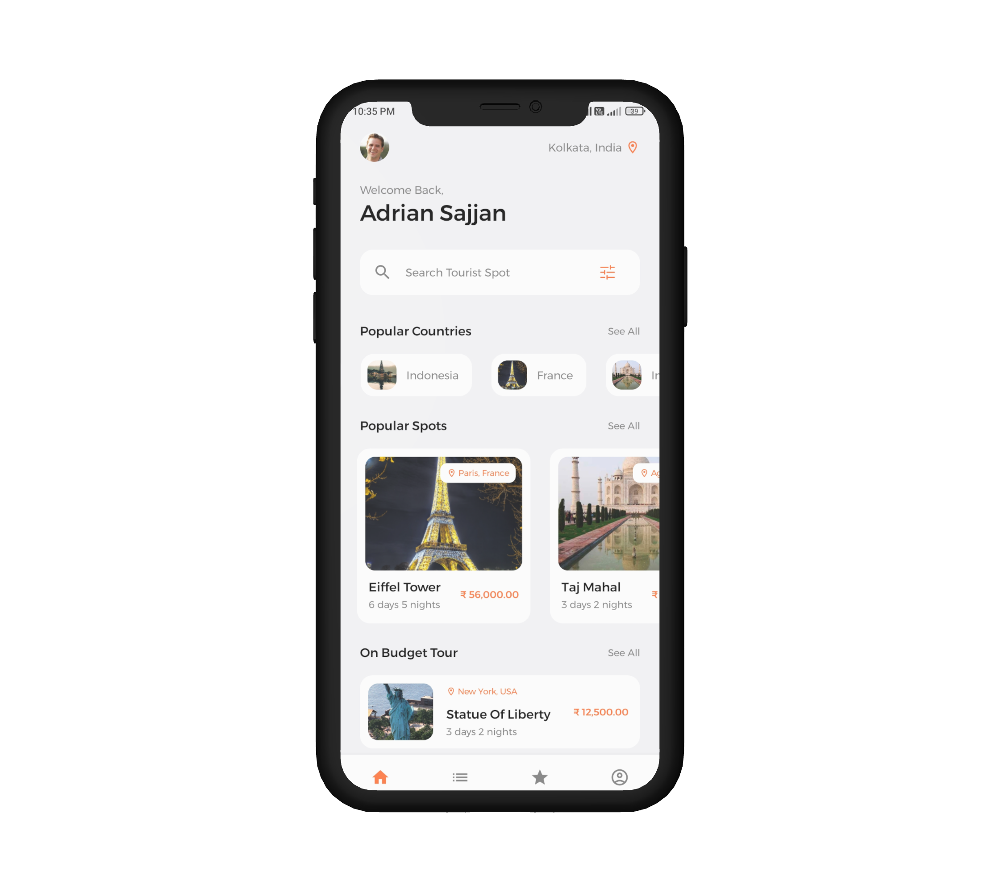 10:35 PM
Vo LTE
39
Kolkata, India
Welcome Back,
Adrian Sajjan
Search Tourist Spot
Popular Countries
See All
Indonesia
France
Popular Spots
See All
Paris, France
Eiffel Tower
₹ 56,000.00
6 days 5 nights
Taj Mahal
₹
3 days 2 nights
On Budget Tour
See All
New York, USA
Statue Of Liberty
₹ 12,500.00
3 days 2 nights